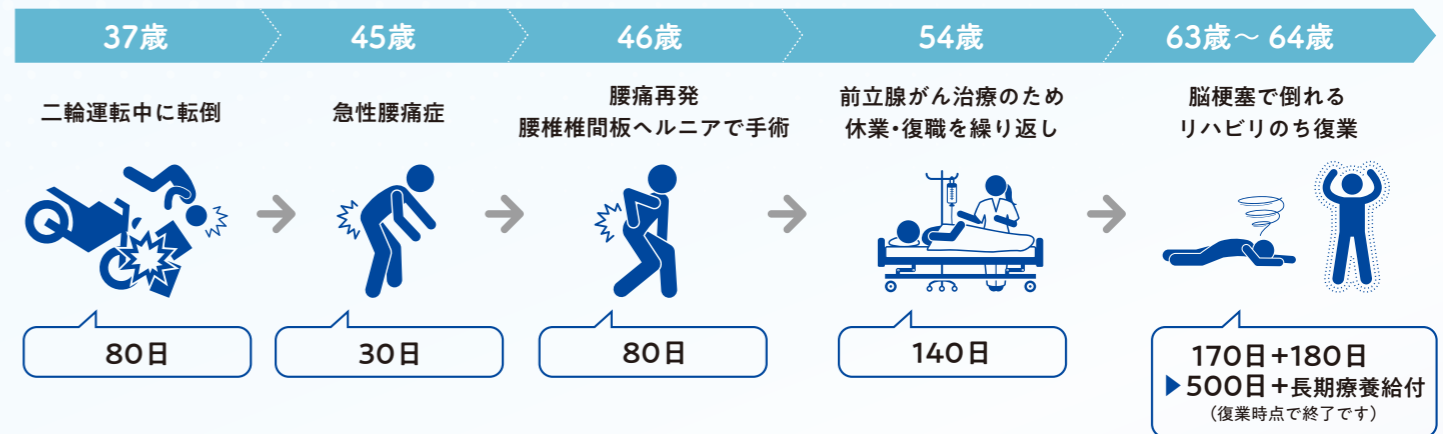 37歳
45歳
46歳
54歳
63歳～64歳
二輪運転中に転倒
急性腰痛症
腰痛再発
腰椎椎間板ヘルニアで手術
前立腺がん治療のため
休業・復職を繰り返し
脳梗塞で倒れる
リハビリのち復業
80日
30日
80日
140日
170日+180日
▶500日+長期療養給付
（復業時点で終了です）